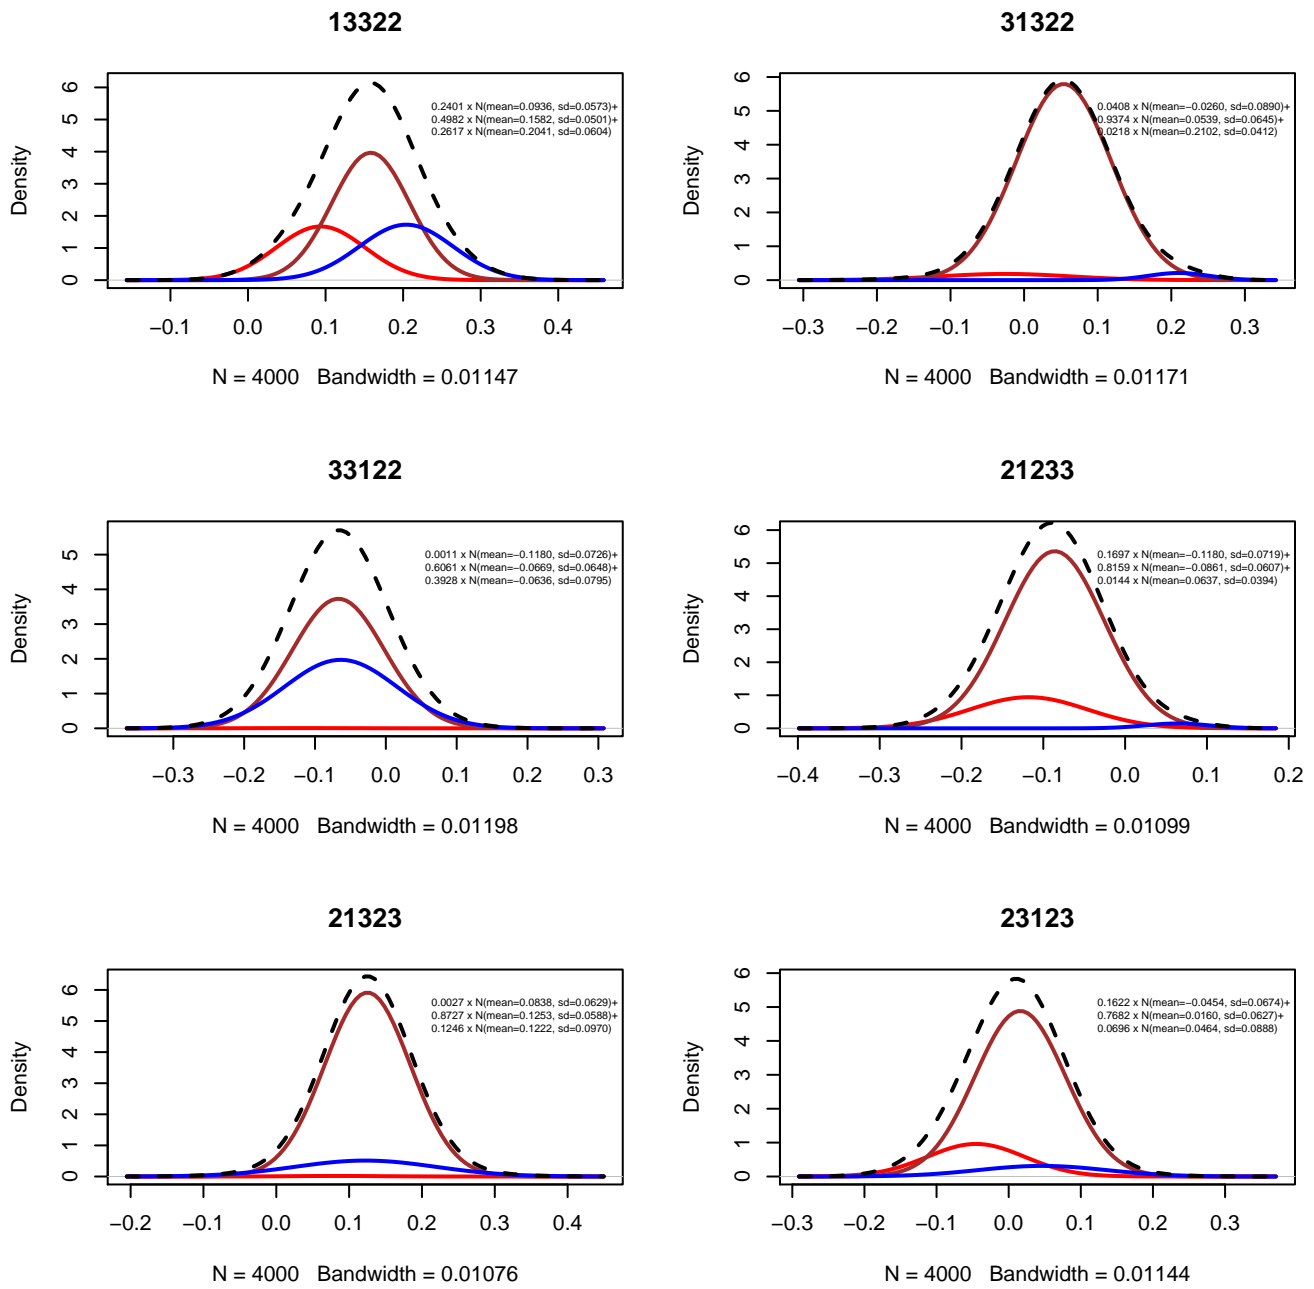 13322
Density
0 1 2 3 4 5 6
0.2401 x N(mean=0.0936, sd=0.0573)+
0.4982 x N(mean=0.1582, sd=0.0501)+
0.2617 x N(mean=0.2041, sd=0.0604)
−0.1 0.0 0.1 0.2 0.3 0.4
N = 4000 Bandwidth = 0.01147
31322
Density
0 1 2 3 4 5 6
0.0408 x N(mean=−0.0260, sd=0.0890)+
0.9374 x N(mean=0.0539, sd=0.0645)+
0.0218 x N(mean=0.2102, sd=0.0412)
−0.3 −0.2 −0.1 0.0 0.1 0.2 0.3
N = 4000 Bandwidth = 0.01171
33122
Density
0 1 2 3 4 5
0.0011 x N(mean=−0.1180, sd=0.0726)+
0.6061 x N(mean=−0.0669, sd=0.0648)+
0.3928 x N(mean=−0.0636, sd=0.0795)
−0.3 −0.2 −0.1 0.0 0.1 0.2 0.3
N = 4000 Bandwidth = 0.01198
21233
Density
0 1 2 3 4 5 6
0.1697 x N(mean=−0.1180, sd=0.0719)+
0.8159 x N(mean=−0.0861, sd=0.0607)+
0.0144 x N(mean=0.0637, sd=0.0394)
−0.4 −0.3 −0.2 −0.1 0.0 0.1 0.2
N = 4000 Bandwidth = 0.01099
21323
Density
0 1 2 3 4 5 6
0.0027 x N(mean=0.0838, sd=0.0629)+
0.8727 x N(mean=0.1253, sd=0.0588)+
0.1246 x N(mean=0.1222, sd=0.0970)
−0.2 −0.1 0.0 0.1 0.2 0.3 0.4
N = 4000 Bandwidth = 0.01076
23123
Density
0 1 2 3 4 5 6
0.1622 x N(mean=−0.0454, sd=0.0674)+
0.7682 x N(mean=0.0160, sd=0.0627)+
0.0696 x N(mean=0.0464, sd=0.0888)
−0.3 −0.2 −0.1 0.0 0.1 0.2 0.3
N = 4000 Bandwidth = 0.01144